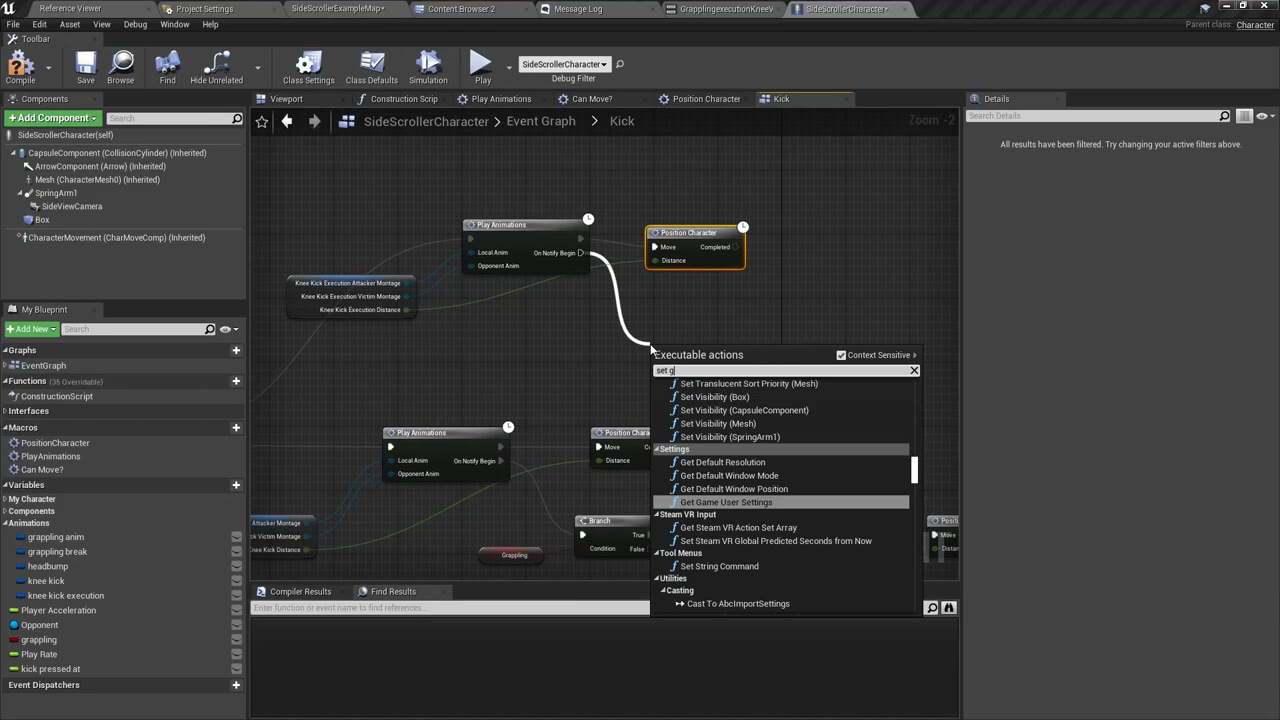 Reference Viewer
Project Settings
SideScrollerExampleMap*
Content Browser 2
Message Log
GrapplingexecutionKneeV
SideScrollerCharacter*
File
Edit
Asset
View
Debug
Window
Help
Parent class: Character
Toolbar
Compile
Save
Browse
Find
Hide Unrelated
Class Settings
Class Defaults
Simulation
Play
SideScrollerCharacter
Debug Filter
Components
+ Add Component
Search
SideScrollerCharacter(self)
CapsuleComponent (CollisionCylinder) (Inherited)
ArrowComponent (Arrow) (Inherited)
Mesh (CharacterMesh0) (Inherited)
SpringArm1
SideViewCamera
Box
CharacterMovement (CharMoveComp) (Inherited)
My Blueprint
+ Add New
Search
Graphs
EventGraph
Functions (35 Overridable)
ConstructionScript
Interfaces
Macros
PositionCharacter
PlayAnimations
Can Move?
Variables
My Character
Components
Animations
grappling anim
grappling break
headbump
knee kick
knee kick execution
Player Acceleration
Opponent
grappling
Play Rate
kick pressed at
Event Dispatchers
Viewport
Construction Scrip
Play Animations
Can Move?
Position Character
Kick
SideScrollerCharacter > Event Graph > Kick
Zoom -2
Play Animations
Local Anim
On Notify Begin
Opponent Anim
Position Character
Move
Completed
Distance
Knee Kick Execution Attacker Montage
Knee Kick Execution Victim Montage
Knee Kick Execution Distance
Play Animations
Local Anim
On Notify Begin
Opponent Anim
Position Chara
Move
Distance
Attacker Montage
k Victim Montage
Knee Kick Distance
Grappling
Branch
True
Condition
False
Positi
Move
Distan
Executable actions
Context Sensitive
set g
Set Translucent Sort Priority (Mesh)
Set Visibility (Box)
Set Visibility (CapsuleComponent)
Set Visibility (Mesh)
Set Visibility (SpringArm1)
Settings
Get Default Resolution
Get Default Window Mode
Get Default Window Position
Get Game User Settings
Steam VR Input
Get Steam VR Action Set Array
Set Steam VR Global Predicted Seconds from Now
Tool Menus
Set String Command
Utilities
Casting
Cast To AbcImportSettings
Compiler Results
Find Results
Enter function or event name to find references...
Details
Search Details
All results have been filtered. Try changing your active filters above.